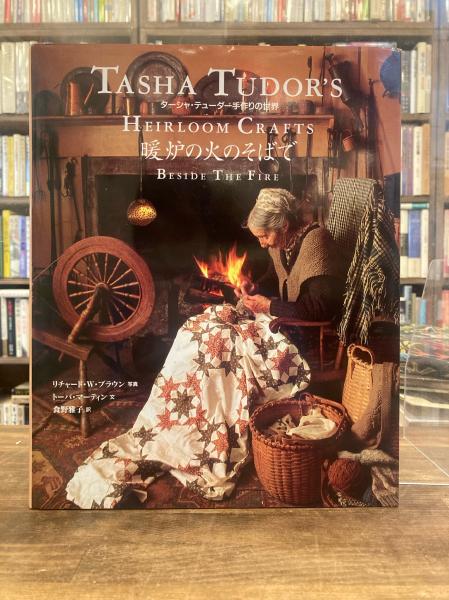 TASHA TUDOR'S
ターシャ・テューダー手作りの世界
HEIRLOOM CRAFTS
暖炉の火のそばで
BESIDE THE FIRE
リチャード・W・ブラウン 写真
トーバ・マーティン 文
食野雅子 訳